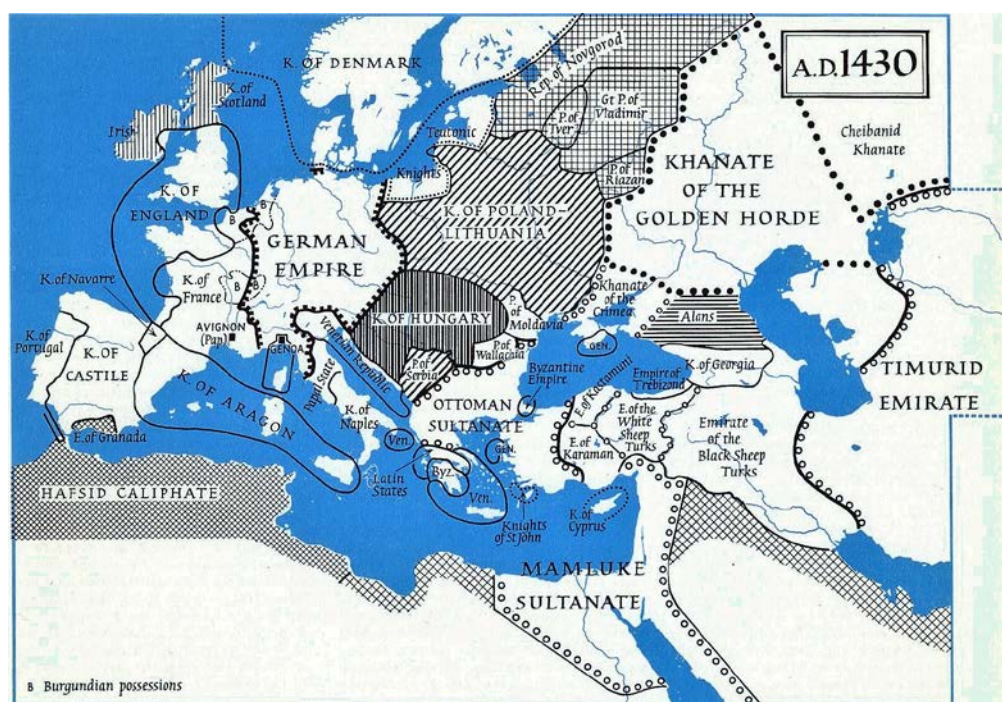 A.D.1430
K. OF DENMARK
Rep. of Novgorod
K. of
Scotland
Irish
Teutonic
Knights
P. of
Tver
Gt P. of
Vladimir
P. of
Riazan
Cheibanid
Khanate
KHANATE
OF THE
GOLDEN HORDE
K. OF
ENGLAND
B
B
GERMAN
EMPIRE
K. OF POLAND-
LITHUANIA
K. of Navarre
K. of
France
B
B
AVIGNON
(Pap)
GENOA
Venetian Republic
K. OF HUNGARY
P.
of
Moldavia
Khanate
of the
Crimea
Alans
K. of
Portugal
K. OF
CASTILE
K. OF ARAGON
E. of Granada
Papal State
K. of
Naples
P. of
Serbia
P. of
Wallachia
GEN.
Byzantine
Empire
OTTOMAN
SULTANATE
E. of Kastamuni
Empire of
Trebizond
K. of Georgia
TIMURID
EMIRATE
E. of the
White
Sheep
Turks
E. of
Karaman
Emirate
of the
Black Sheep
Turks
Ven.
Latin
States
Byz.
GEN.
Ven.
Knights
of St John
K. of
Cyprus
HAFSID CALIPHATE
MAMLUKE
SULTANATE
B Burgundian possessions